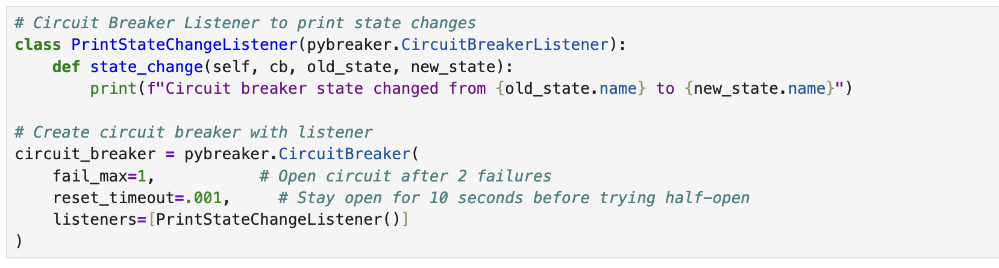 # Circuit Breaker Listener to print state changes
class PrintStateChangeListener(pybreaker.CircuitBreakerListener):
    def state_change(self, cb, old_state, new_state):
        print(f"Circuit breaker state changed from {old_state.name} to {new_state.name}")

# Create circuit breaker with listener
circuit_breaker = pybreaker.CircuitBreaker(
    fail_max=1,           # Open circuit after 2 failures
    reset_timeout=.001,     # Stay open for 10 seconds before trying half-open
    listeners=[PrintStateChangeListener()]
)